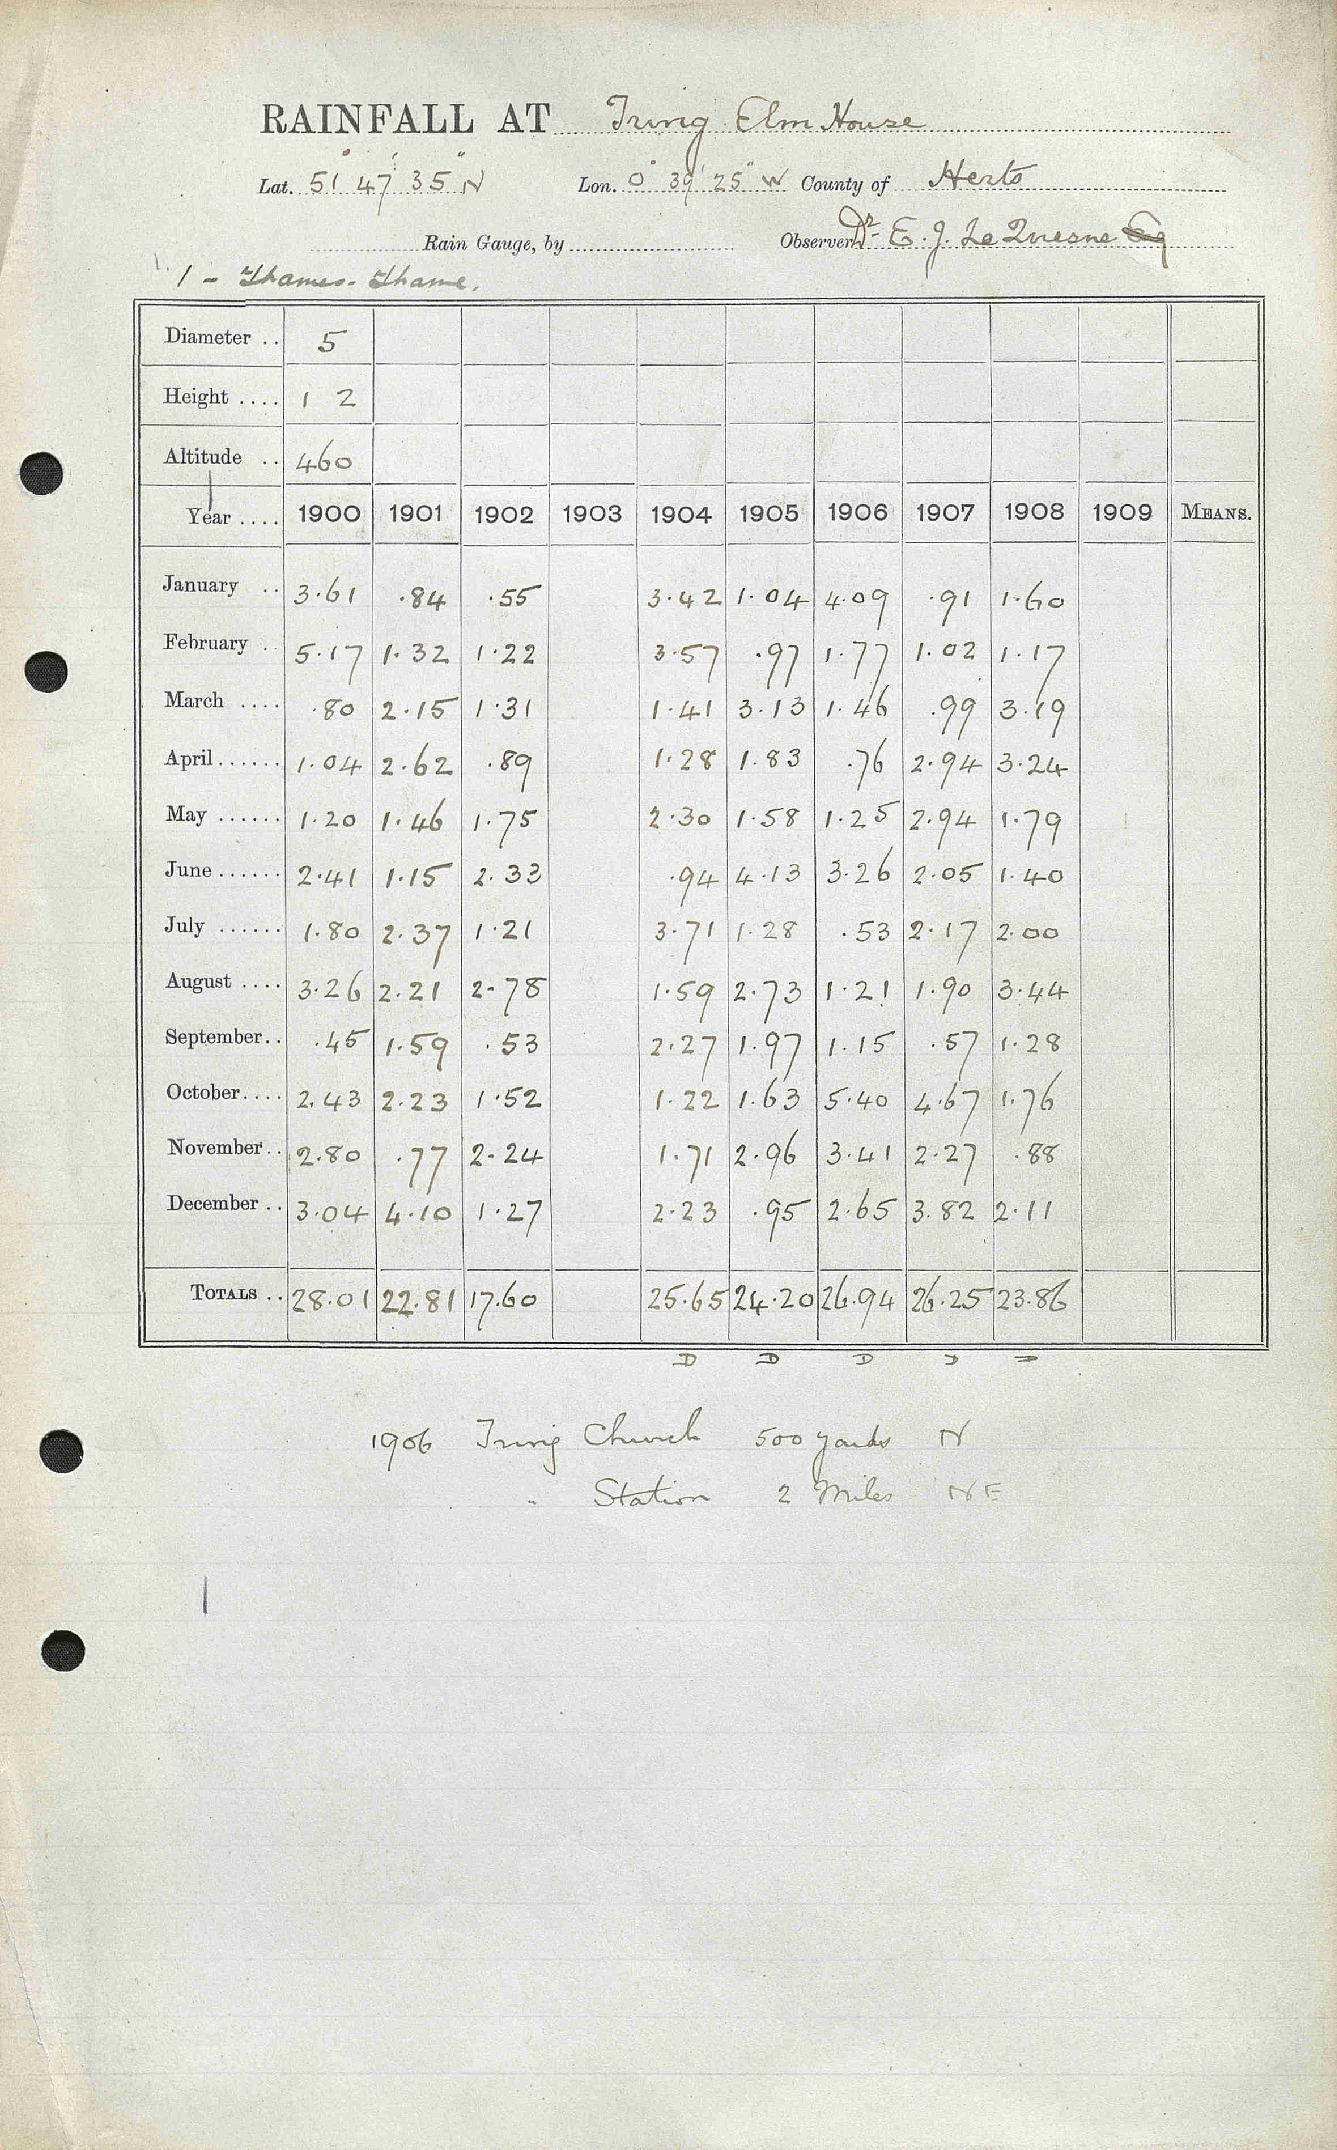 RAINFALL AT Tring Elm House
Lat. 51° 47' 35" N Lon. 0° 39' 25" W County of Herts
Rain Gauge, by Observer Dr E. J. Le Quesne
1 - Thames - Thame.
Diameter .. 5
Height .... 1 2
Altitude .. 460
Year .... 1900 1901 1902 1903 1904 1905 1906 1907 1908 1909 MEANS.
January .. 3.61 .84 .55 3.42 1.04 4.09 .91 1.60
February .. 5.17 1.32 1.22 3.57 .97 1.77 1.02 1.17
March .... .80 2.15 1.31 1.41 3.13 1.46 .99 3.19
April ...... 1.04 2.62 .89 1.28 1.83 .76 2.94 3.24
May ...... 1.20 1.46 1.75 2.30 1.58 1.25 2.94 1.79
June ...... 2.41 1.15 2.33 .94 4.13 3.26 2.05 1.40
July ...... 1.80 2.37 1.21 3.71 1.28 .53 2.17 2.00
August .... 3.26 2.21 2.78 1.59 2.73 1.21 1.90 3.44
September.. .45 1.59 .53 2.27 1.97 1.15 .57 1.28
October.... 2.43 2.23 1.52 1.22 1.63 5.40 4.67 1.76
November.. 2.80 .77 2.24 1.71 2.96 3.41 2.27 .88
December .. 3.04 4.10 1.27 2.23 .95 2.65 3.82 2.11
TOTALS .. 28.01 22.81 17.60 25.65 24.20 26.94 26.25 23.86
D D D D D
1906 Tring Church 500 yards N
" Station 2 Miles NE